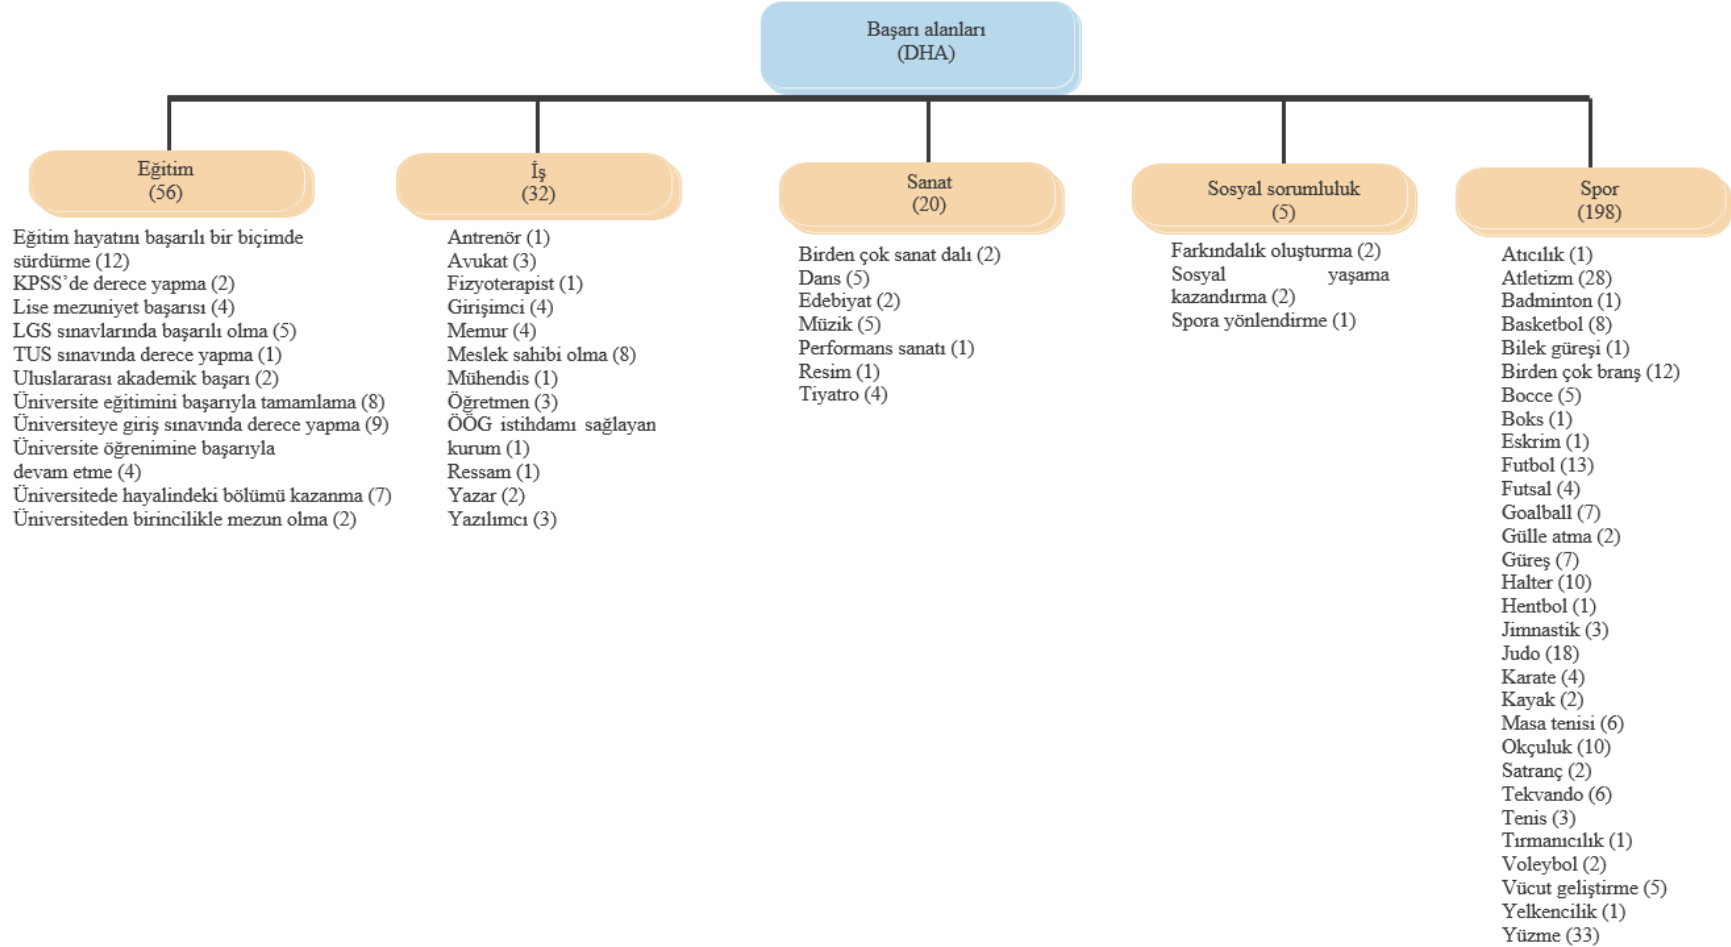 Başarı alanları
(DHA)
Eğitim
(56)
Eğitim hayatını başarılı bir biçimde
sürdürme (12)
KPSS’de derece yapma (2)
Lise mezuniyet başarısı (4)
LGS sınavlarında başarılı olma (5)
TUS sınavında derece yapma (1)
Uluslararası akademik başarı (2)
Üniversite eğitimini başarıyla tamamlama (8)
Üniversiteye giriş sınavında derece yapma (9)
Üniversite öğrenimine başarıyla
devam etme (4)
Üniversitede hayalindeki bölümü kazanma (7)
Üniversiteden birincilikle mezun olma (2)
İş
(32)
Antrenör (1)
Avukat (3)
Fizyoterapist (1)
Girişimci (4)
Memur (4)
Meslek sahibi olma (8)
Mühendis (1)
Öğretmen (3)
ÖÖG istihdamı sağlayan
kurum (1)
Ressam (1)
Yazar (2)
Yazılımcı (3)
Sanat
(20)
Birden çok sanat dalı (2)
Dans (5)
Edebiyat (2)
Müzik (5)
Performans sanatı (1)
Resim (1)
Tiyatro (4)
Sosyal sorumluluk
(5)
Farkındalık oluşturma (2)
Sosyal yaşama
kazandırma (2)
Spora yönlendirme (1)
Spor
(198)
Atıcılık (1)
Atletizm (28)
Badminton (1)
Basketbol (8)
Bilek güreşi (1)
Birden çok branş (12)
Bocce (5)
Boks (1)
Eskrim (1)
Futbol (13)
Futsal (4)
Goalball (7)
Gülle atma (2)
Güreş (7)
Halter (10)
Hentbol (1)
Jimnastik (3)
Judo (18)
Karate (4)
Kayak (2)
Masa tenisi (6)
Okçuluk (10)
Satranç (2)
Tekvando (6)
Tenis (3)
Tırmanıcılık (1)
Voleybol (2)
Vücut geliştirme (5)
Yelkencilik (1)
Yüzme (33)